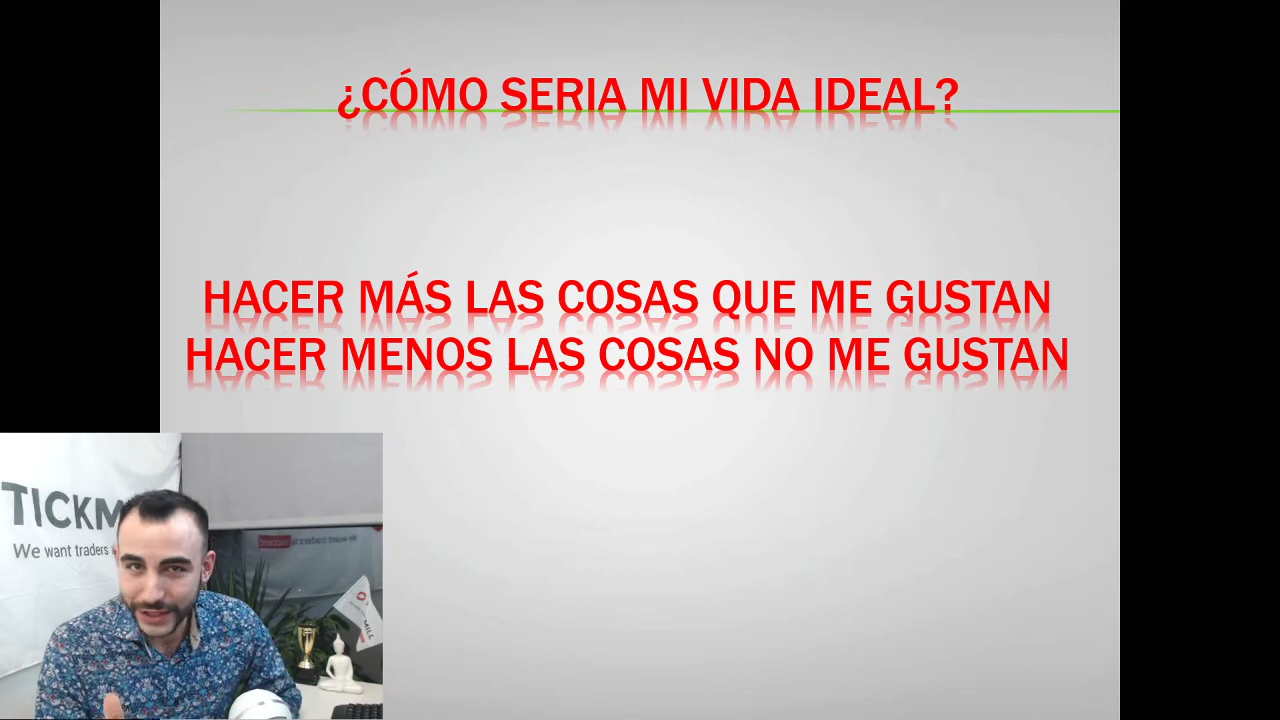 ¿CÓMO SERIA MI VIDA IDEAL?
HACER MÁS LAS COSAS QUE ME GUSTAN
HACER MENOS LAS COSAS NO ME GUSTAN
TICKM
We want traders
MILL